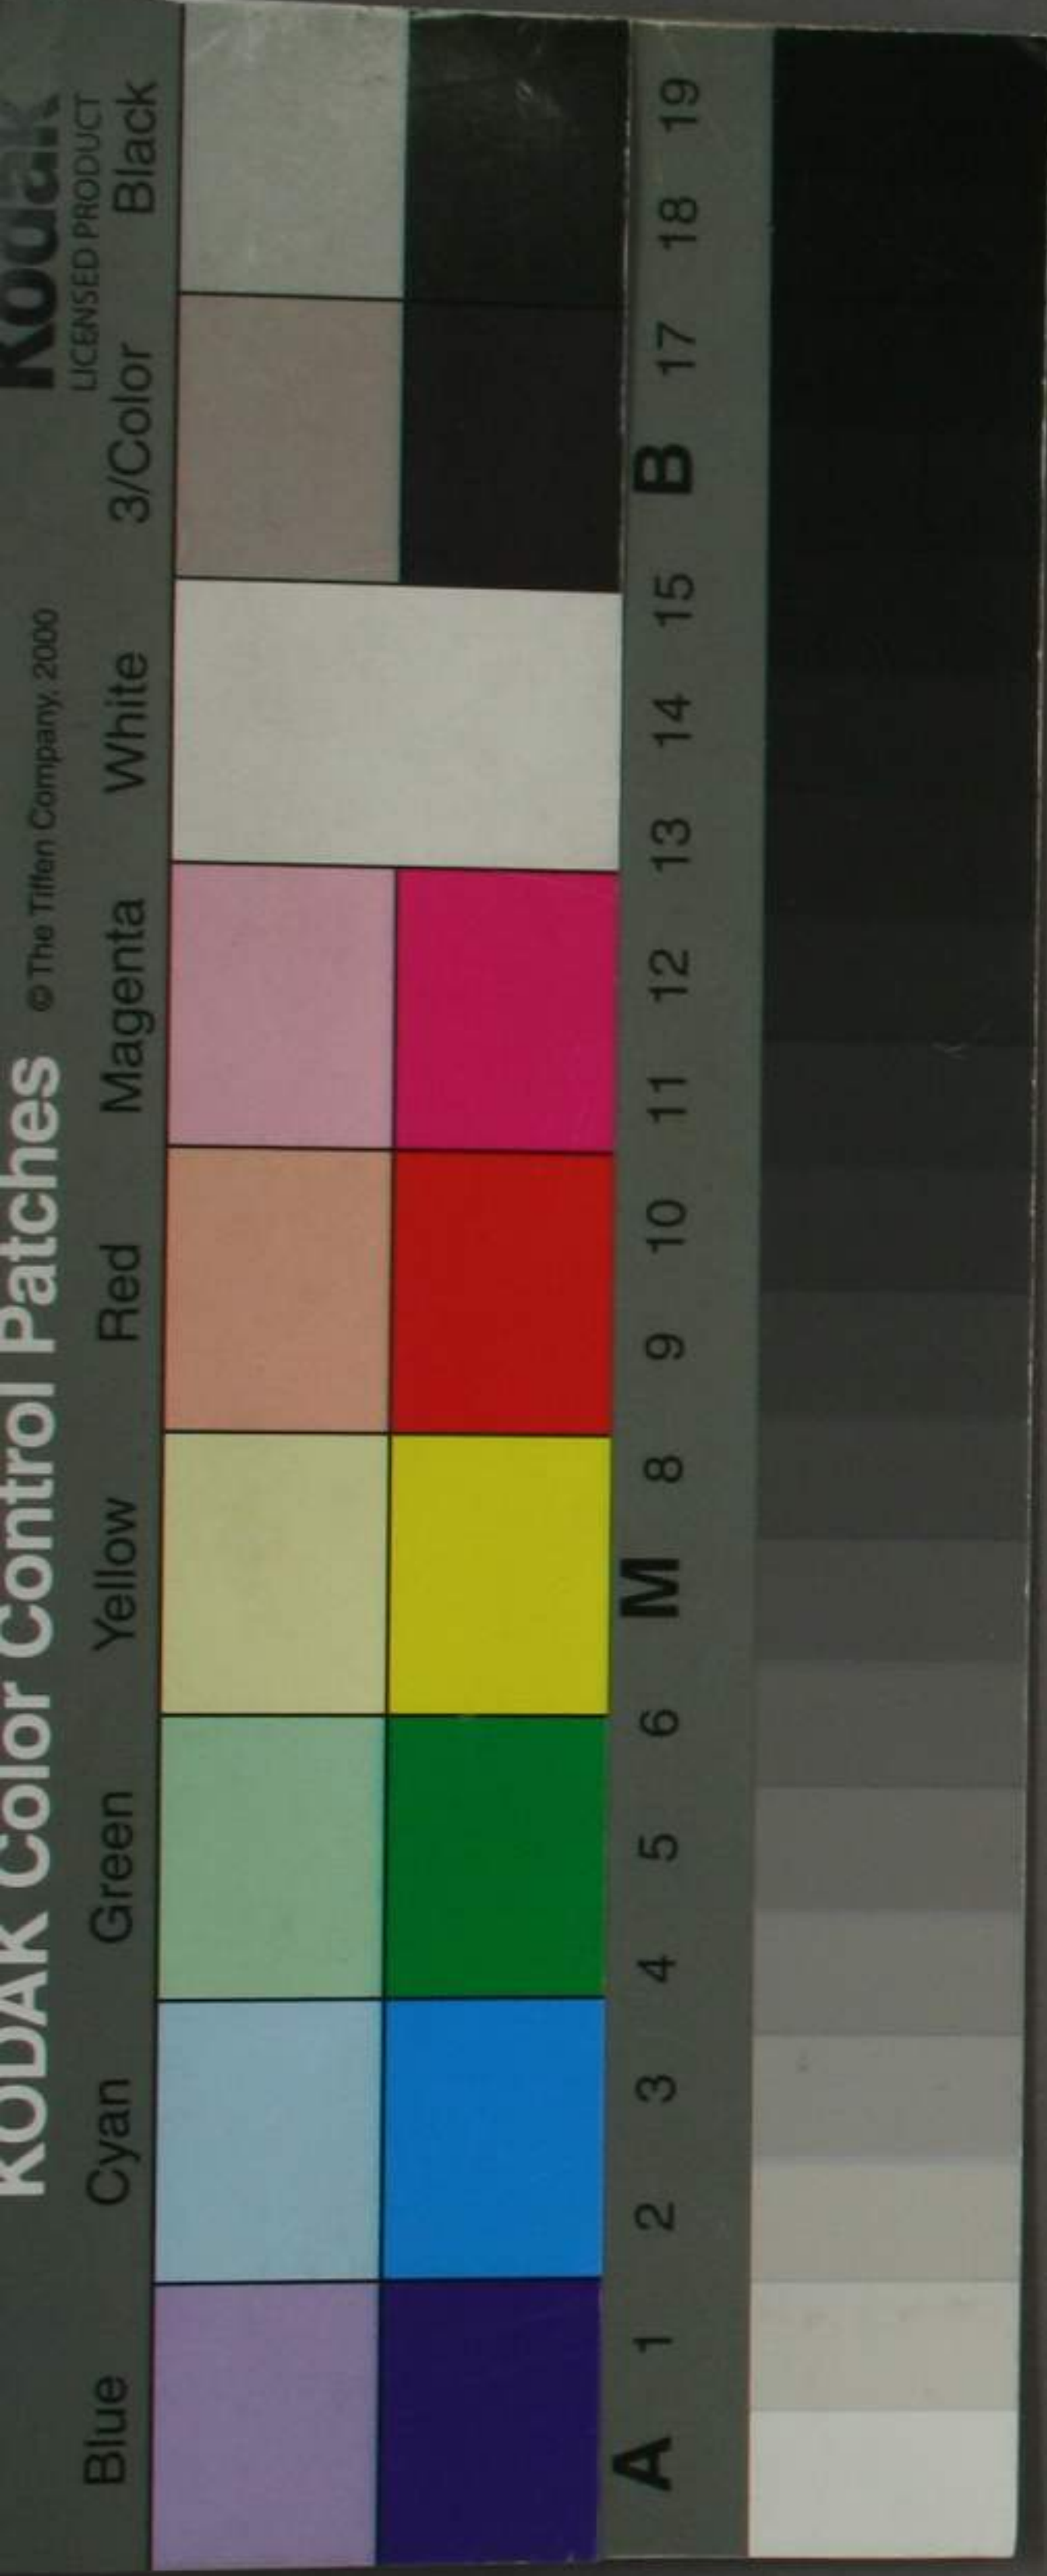 Kodak
LICENSED PRODUCT
KODAK Color Control Patches © The Tiffen Company, 2000
Blue Cyan Green Yellow Red Magenta White 3/Color Black
A 1 2 3 4 5 6 M 8 9 10 11 12 13 14 15 B 17 18 19